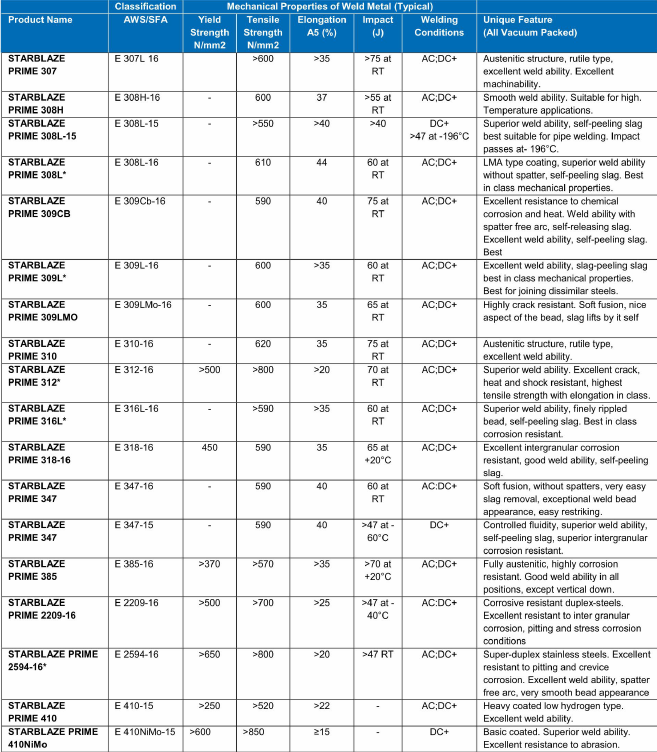 Classification Mechanical Properties of Weld Metal (Typical)
Product Name AWS/SFA Yield Tensile Elongation Impact Welding Unique Feature
Strength Strength A5 (%) (J) Conditions (All Vacuum Packed)
N/mm2 N/mm2
STARBLAZE E 307L 16 >600 >35 >75 at AC;DC+ Austenitic structure, rutile type,
PRIME 307 RT excellent weld ability. Excellent
machinability.
STARBLAZE E 308H-16 - 600 37 >55 at AC;DC+ Smooth weld ability. Suitable for high.
PRIME 308H RT Temperature applications.
STARBLAZE E 308L-15 - >550 >40 >40 DC+ Superior weld ability, self-peeling slag
PRIME 308L-15 >47 at -196°C best suitable for pipe welding. Impact
passes at- 196°C.
STARBLAZE E 308L-16 - 610 44 60 at AC;DC+ LMA type coating, superior weld ability
PRIME 308L* RT without spatter, self-peeling slag. Best
in class mechanical properties.
STARBLAZE E 309Cb-16 - 590 40 75 at AC;DC+ Excellent resistance to chemical
PRIME 309CB RT corrosion and heat. Weld ability with
spatter free arc, self-releasing slag.
Excellent weld ability, self-peeling slag.
Best
STARBLAZE E 309L-16 - 600 >35 60 at AC;DC+ Excellent weld ability, slag-peeling slag
PRIME 309L* RT best in class mechanical properties.
Best for joining dissimilar steels.
STARBLAZE E 309LMo-16 - 600 35 65 at AC;DC+ Highly crack resistant. Soft fusion, nice
PRIME 309LMO RT aspect of the bead, slag lifts by it self
STARBLAZE E 310-16 - 620 35 75 at AC;DC+ Austenitic structure, rutile type,
PRIME 310 RT excellent weld ability.
STARBLAZE E 312-16 >500 >800 >20 70 at AC;DC+ Superior weld ability. Excellent crack,
PRIME 312* RT heat and shock resistant, highest
tensile strength with elongation in class.
STARBLAZE E 316L-16 - >590 >35 60 at AC;DC+ Superior weld ability, finely rippled
PRIME 316L* RT bead, self-peeling slag. Best in class
corrosion resistant.
STARBLAZE E 318-16 450 590 35 65 at AC;DC+ Excellent intergranular corrosion
PRIME 318-16 +20°C resistant, good weld ability, self-peeling
slag.
STARBLAZE E 347-16 - 590 40 60 at AC:DC+ Soft fusion, without spatters, very easy
PRIME 347 RT slag removal, exceptional weld bead
appearance, easy restriking.
STARBLAZE E 347-15 - 590 40 >47 at - DC+ Controlled fluidity, superior weld ability,
PRIME 347 60°C self-peeling slag, superior intergranular
corrosion resistant.
STARBLAZE E 385-16 >370 >570 >35 >70 at AC;DC+ Fully austenitic, highly corrosion
PRIME 385 +20°C resistant. Good weld ability in all
positions, except vertical down.
STARBLAZE E 2209-16 >500 >700 >25 >47 at - AC;DC+ Corrosive resistant duplex-steels.
PRIME 2209-16 40°C Excellent resistant to inter granular
corrosion, pitting and stress corrosion
conditions
STARBLAZE PRIME E 2594-16 >650 >800 >20 >47 RT AC;DC+ Super-duplex stainless steels. Excellent
2594-16* resistant to pitting and crevice
corrosion. Excellent weld ability, spatter
free arc, very smooth bead appearance
STARBLAZE E 410-15 >250 >520 >22 - AC;DC+ Heavy coated low hydrogen type.
PRIME 410 Excellent weld ability.
STARBLAZE PRIME E 410NiMo-15 >600 >850 ≥15 - DC+ Basic coated. Superior weld ability.
410NiMo Excellent resistance to abrasion.